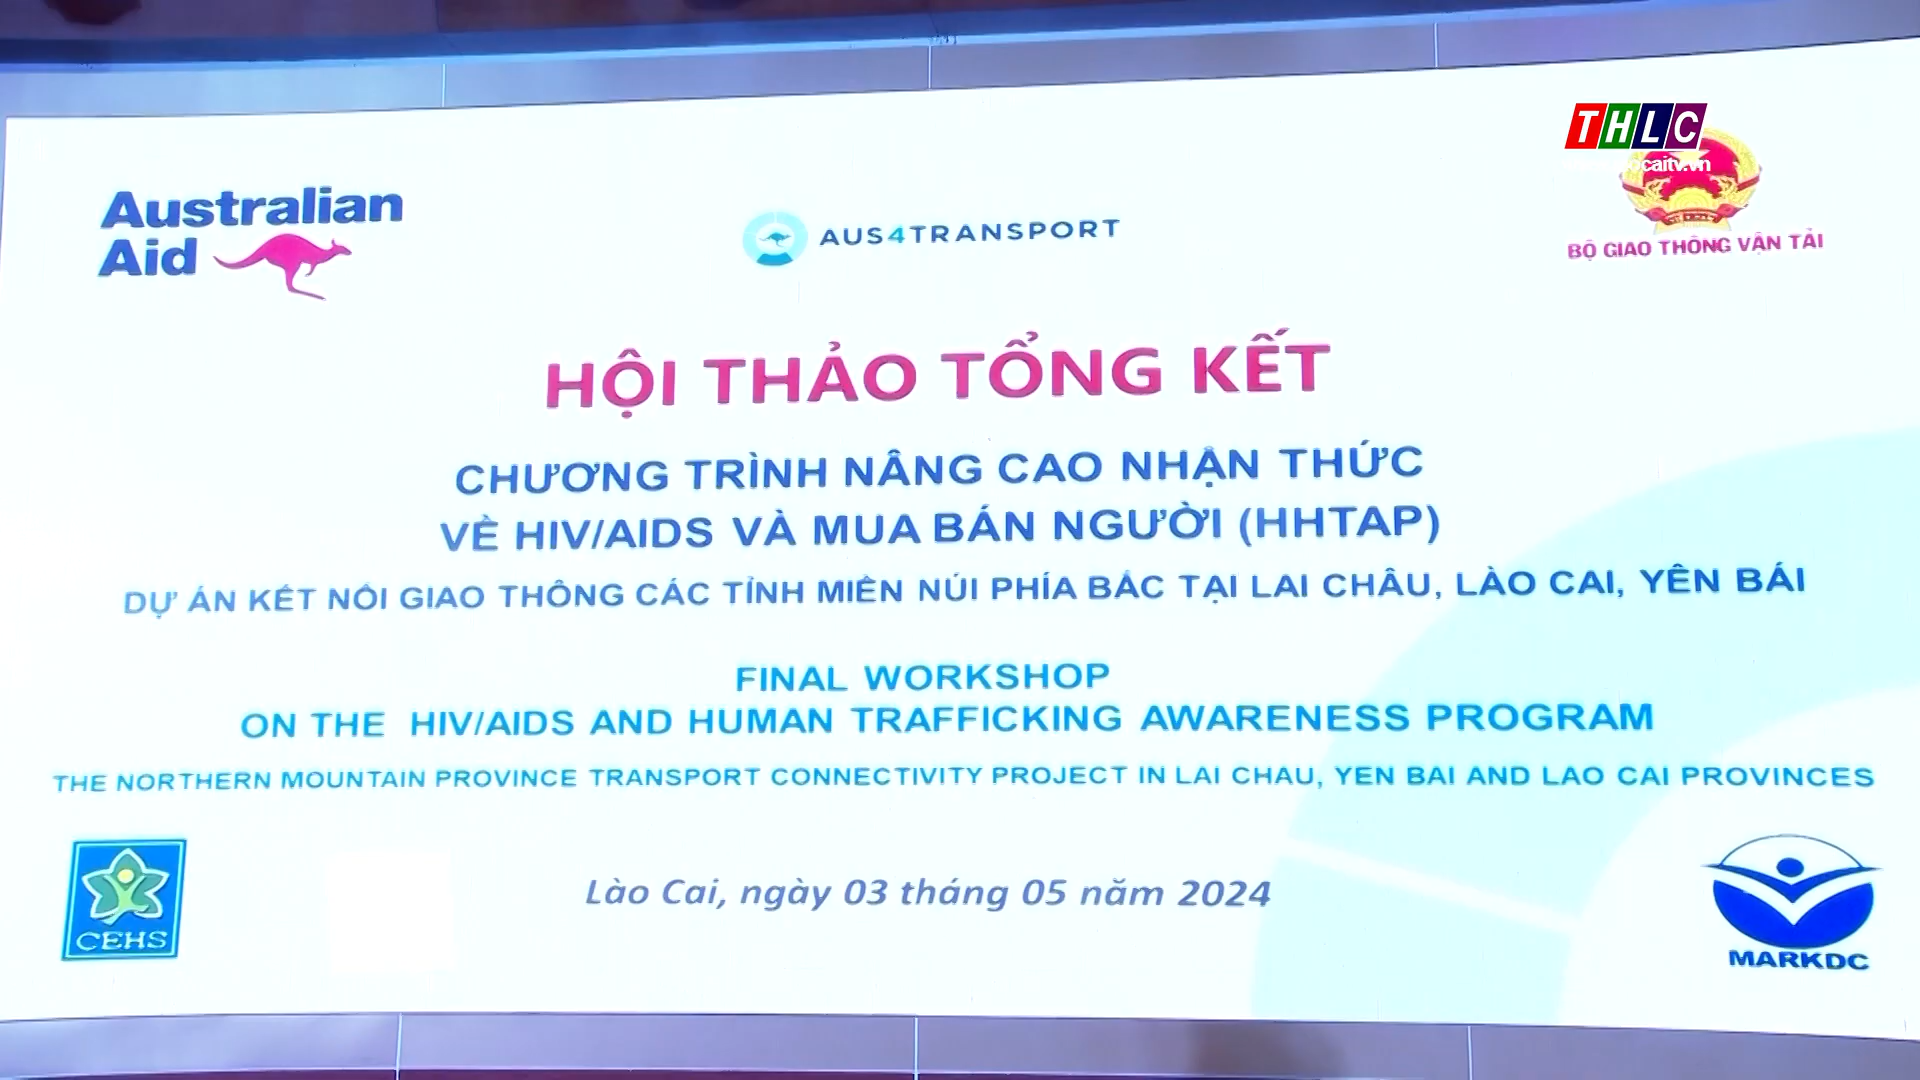 THLC
Australian
Aid
AUS4TRANSPORT
BỘ GIAO THÔNG VẬN TẢI
HỘI THẢO TỔNG KẾT
CHƯƠNG TRÌNH NÂNG CAO NHẬN THỨC
VỀ HIV/AIDS VÀ MUA BÁN NGƯỜI (HHTAP)
DỰ ÁN KẾT NỐI GIAO THÔNG CÁC TỈNH MIỀN NÚI PHÍA BẮC TẠI LAI CHÂU, LÀO CAI, YÊN BÁI
FINAL WORKSHOP
ON THE HIV/AIDS AND HUMAN TRAFFICKING AWARENESS PROGRAM
THE NORTHERN MOUNTAIN PROVINCE TRANSPORT CONNECTIVITY PROJECT IN LAI CHAU, YEN BAI AND LAO CAI PROVINCES
CEHS
Lào Cai, ngày 03 tháng 05 năm 2024
MARKDC